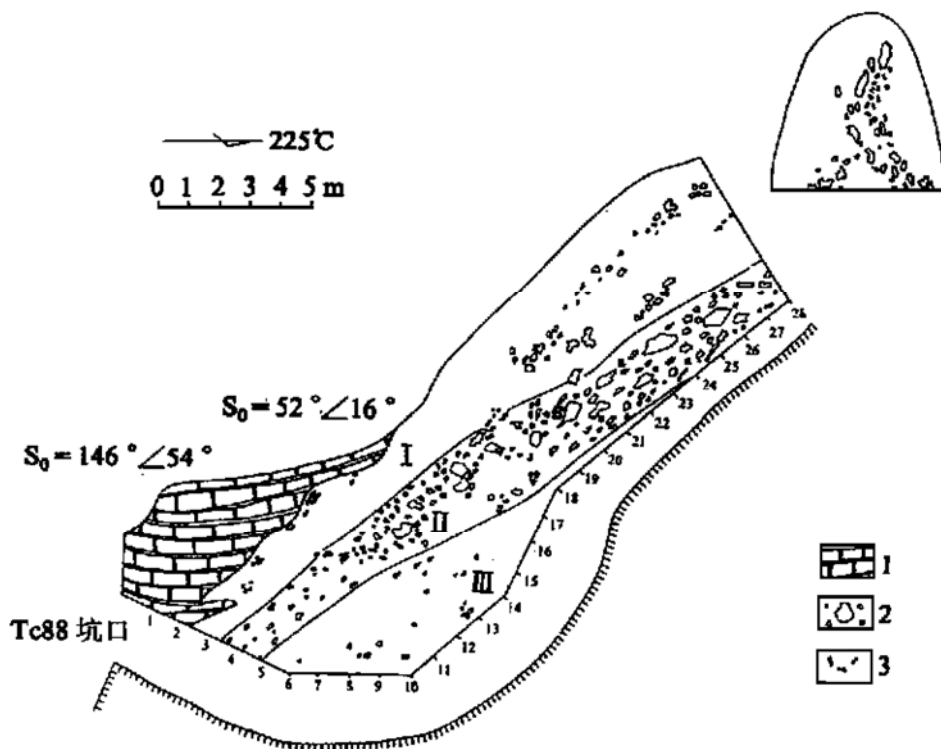 225℃
0 1 2 3 4 5 m
S₀ = 52°∠16°
S₀ = 146°∠54°
I
II
III
Tc88 坑口
1 2 3 4 5 6 7 8 9 10 11 12 13 14 15 16 17 18 19 20 21 22 23 24 25 26 27 28
1
2
3